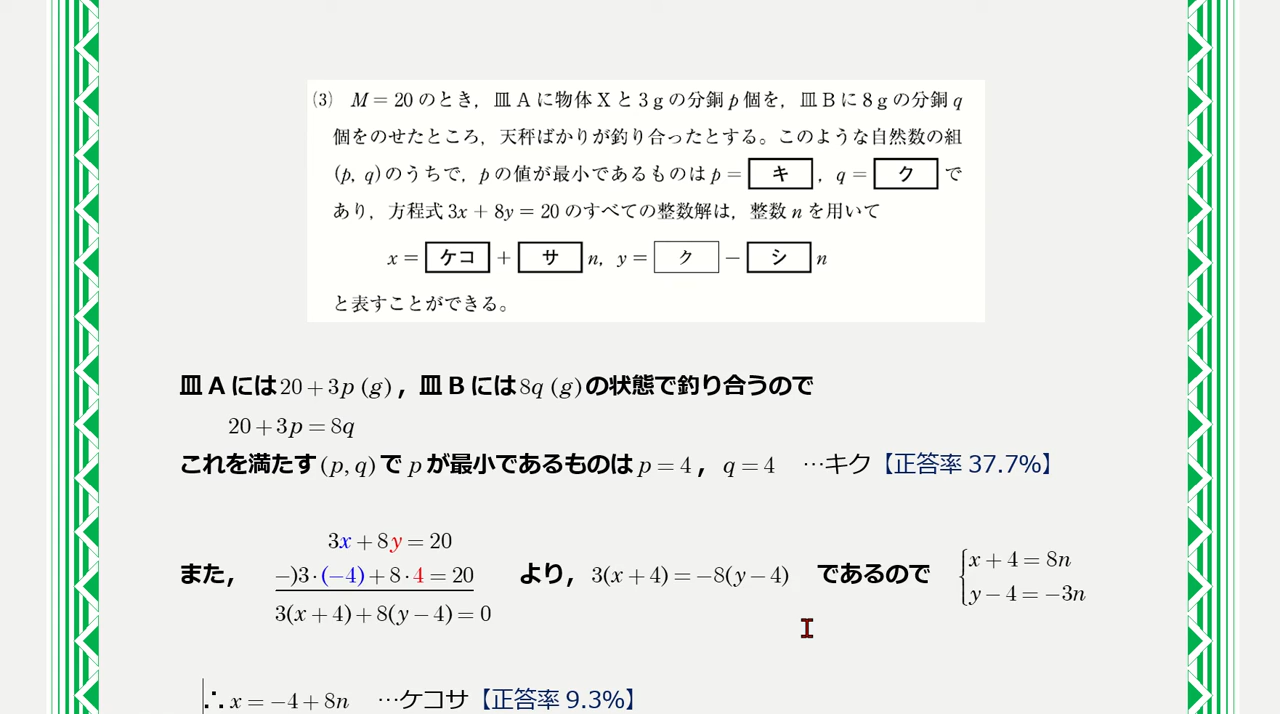 (3) M = 20 のとき，皿 A に物体 X と 3 g の分銅 p 個を，皿 B に 8 g の分銅 q
個をのせたところ，天秤ばかりが釣り合ったとする。このような自然数の組
(p, q) のうちで，p の値が最小であるものは p = キ ，q = ク で
あり，方程式 3x + 8y = 20 のすべての整数解は，整数 n を用いて
x = ケコ + サ n, y = ク − シ n
と表すことができる。
皿 A には 20 + 3p (g)，皿 B には 8q (g) の状態で釣り合うので
20 + 3p = 8q
これを満たす (p, q) で p が最小であるものは p = 4，q = 4 …キク【正答率 37.7%】
3x + 8y = 20
また， −)3·(−4) + 8·4 = 20 より，3(x + 4) = −8(y − 4) であるので { x + 4 = 8n
y − 4 = −3n
3(x + 4) + 8(y − 4) = 0
∴ x = −4 + 8n …ケコサ【正答率 9.3%】